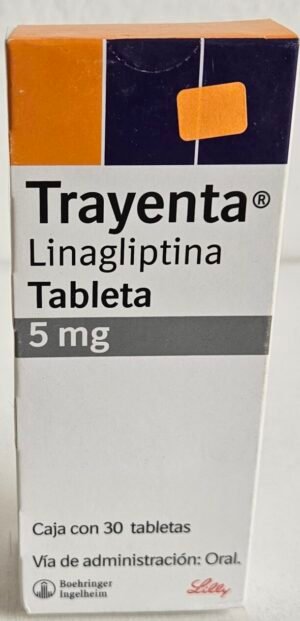 Trayenta®
Linagliptina
Tableta
5 mg
Caja con 30 tabletas
Vía de administración: Oral.
Boehringer
Ingelheim
Lilly